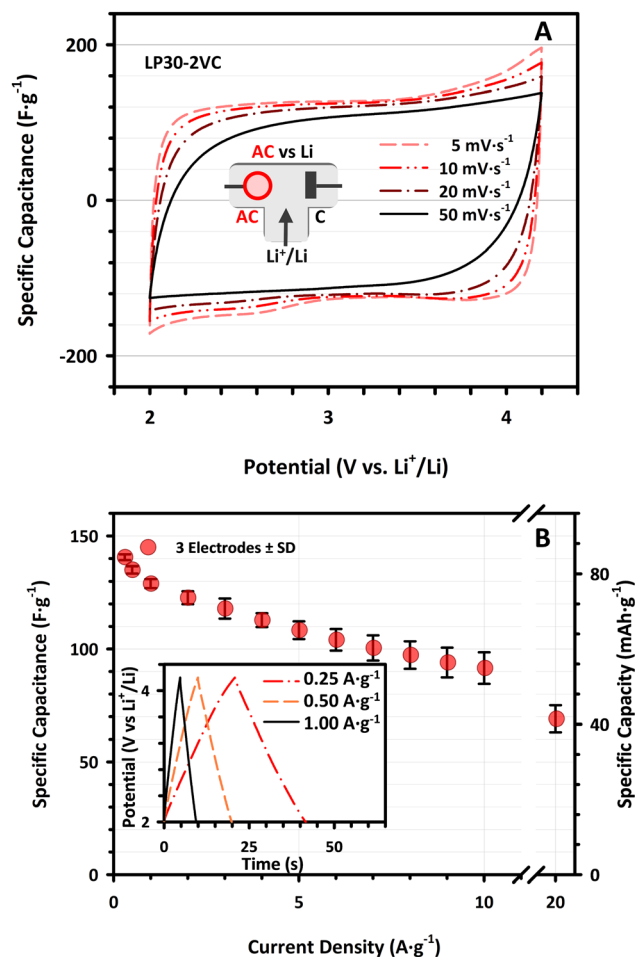 A
LP30-2VC
200
0
-200
Specific Capacitance (F·g⁻¹)
AC vs Li
AC
C
Li⁺/Li
5 mV·s⁻¹
10 mV·s⁻¹
20 mV·s⁻¹
50 mV·s⁻¹
2
3
4
Potential (V vs. Li⁺/Li)
B
3 Electrodes ± SD
150
100
50
0
Specific Capacitance (F·g⁻¹)
80
40
0
Specific Capacity (mAh·g⁻¹)
4
2
Potential (V vs Li⁺/Li)
0.25 A·g⁻¹
0.50 A·g⁻¹
1.00 A·g⁻¹
0
25
50
Time (s)
0
5
10
20
Current Density (A·g⁻¹)